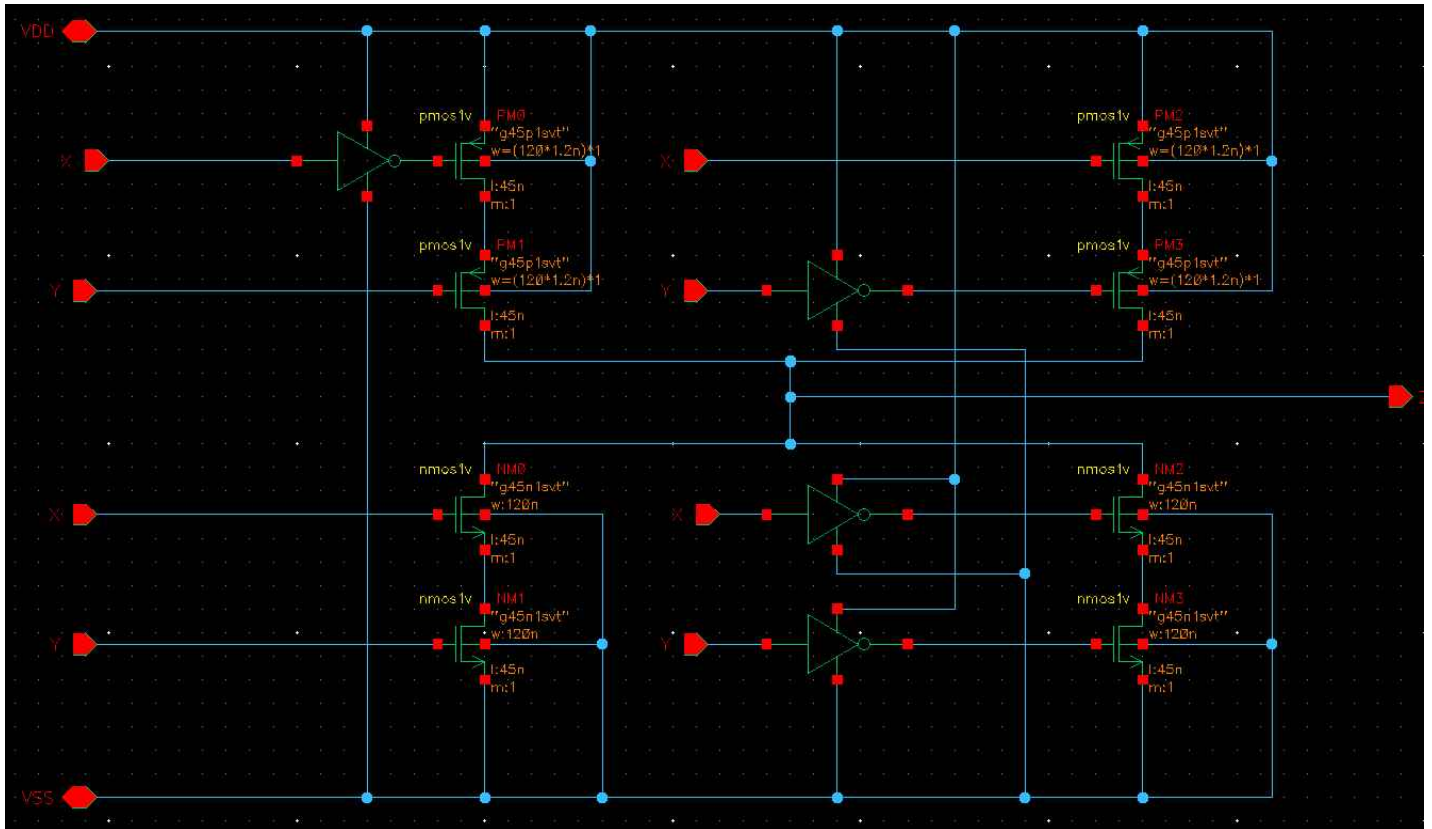 VDD
pmos1v PM0
"g45p1svt"
w=(120*1.2n)*1
l:45n
m:1
pmos1v PM2
"g45p1svt"
w=(120*1.2n)*1
l:45n
m:1
X
X
pmos1v PM1
"g45p1svt"
w=(120*1.2n)*1
l:45n
m:1
pmos1v PM3
"g45p1svt"
w=(120*1.2n)*1
l:45n
m:1
Y
Y
nmos1v NM0
"g45n1svt"
w:120n
l:45n
m:1
nmos1v NM2
"g45n1svt"
w:120n
l:45n
m:1
X
X
nmos1v NM1
"g45n1svt"
w:120n
l:45n
m:1
nmos1v NM3
"g45n1svt"
w:120n
l:45n
m:1
Y
Y
VSS